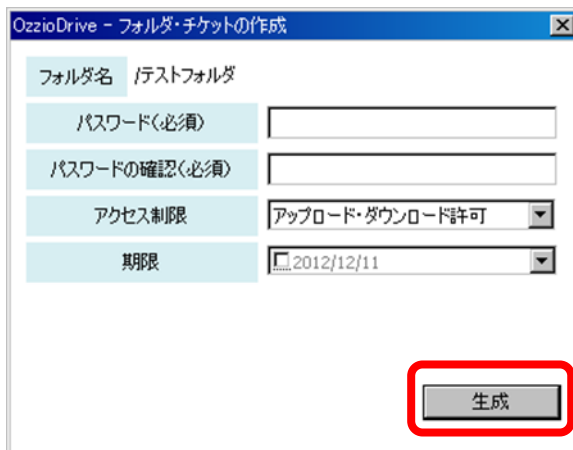 OzzioDrive - フォルダ・チケットの作成
フォルダ名 /テストフォルダ
パスワード(必須)
パスワードの確認(必須)
アクセス制限 アップロード・ダウンロード許可
期限 2012/12/11
生成